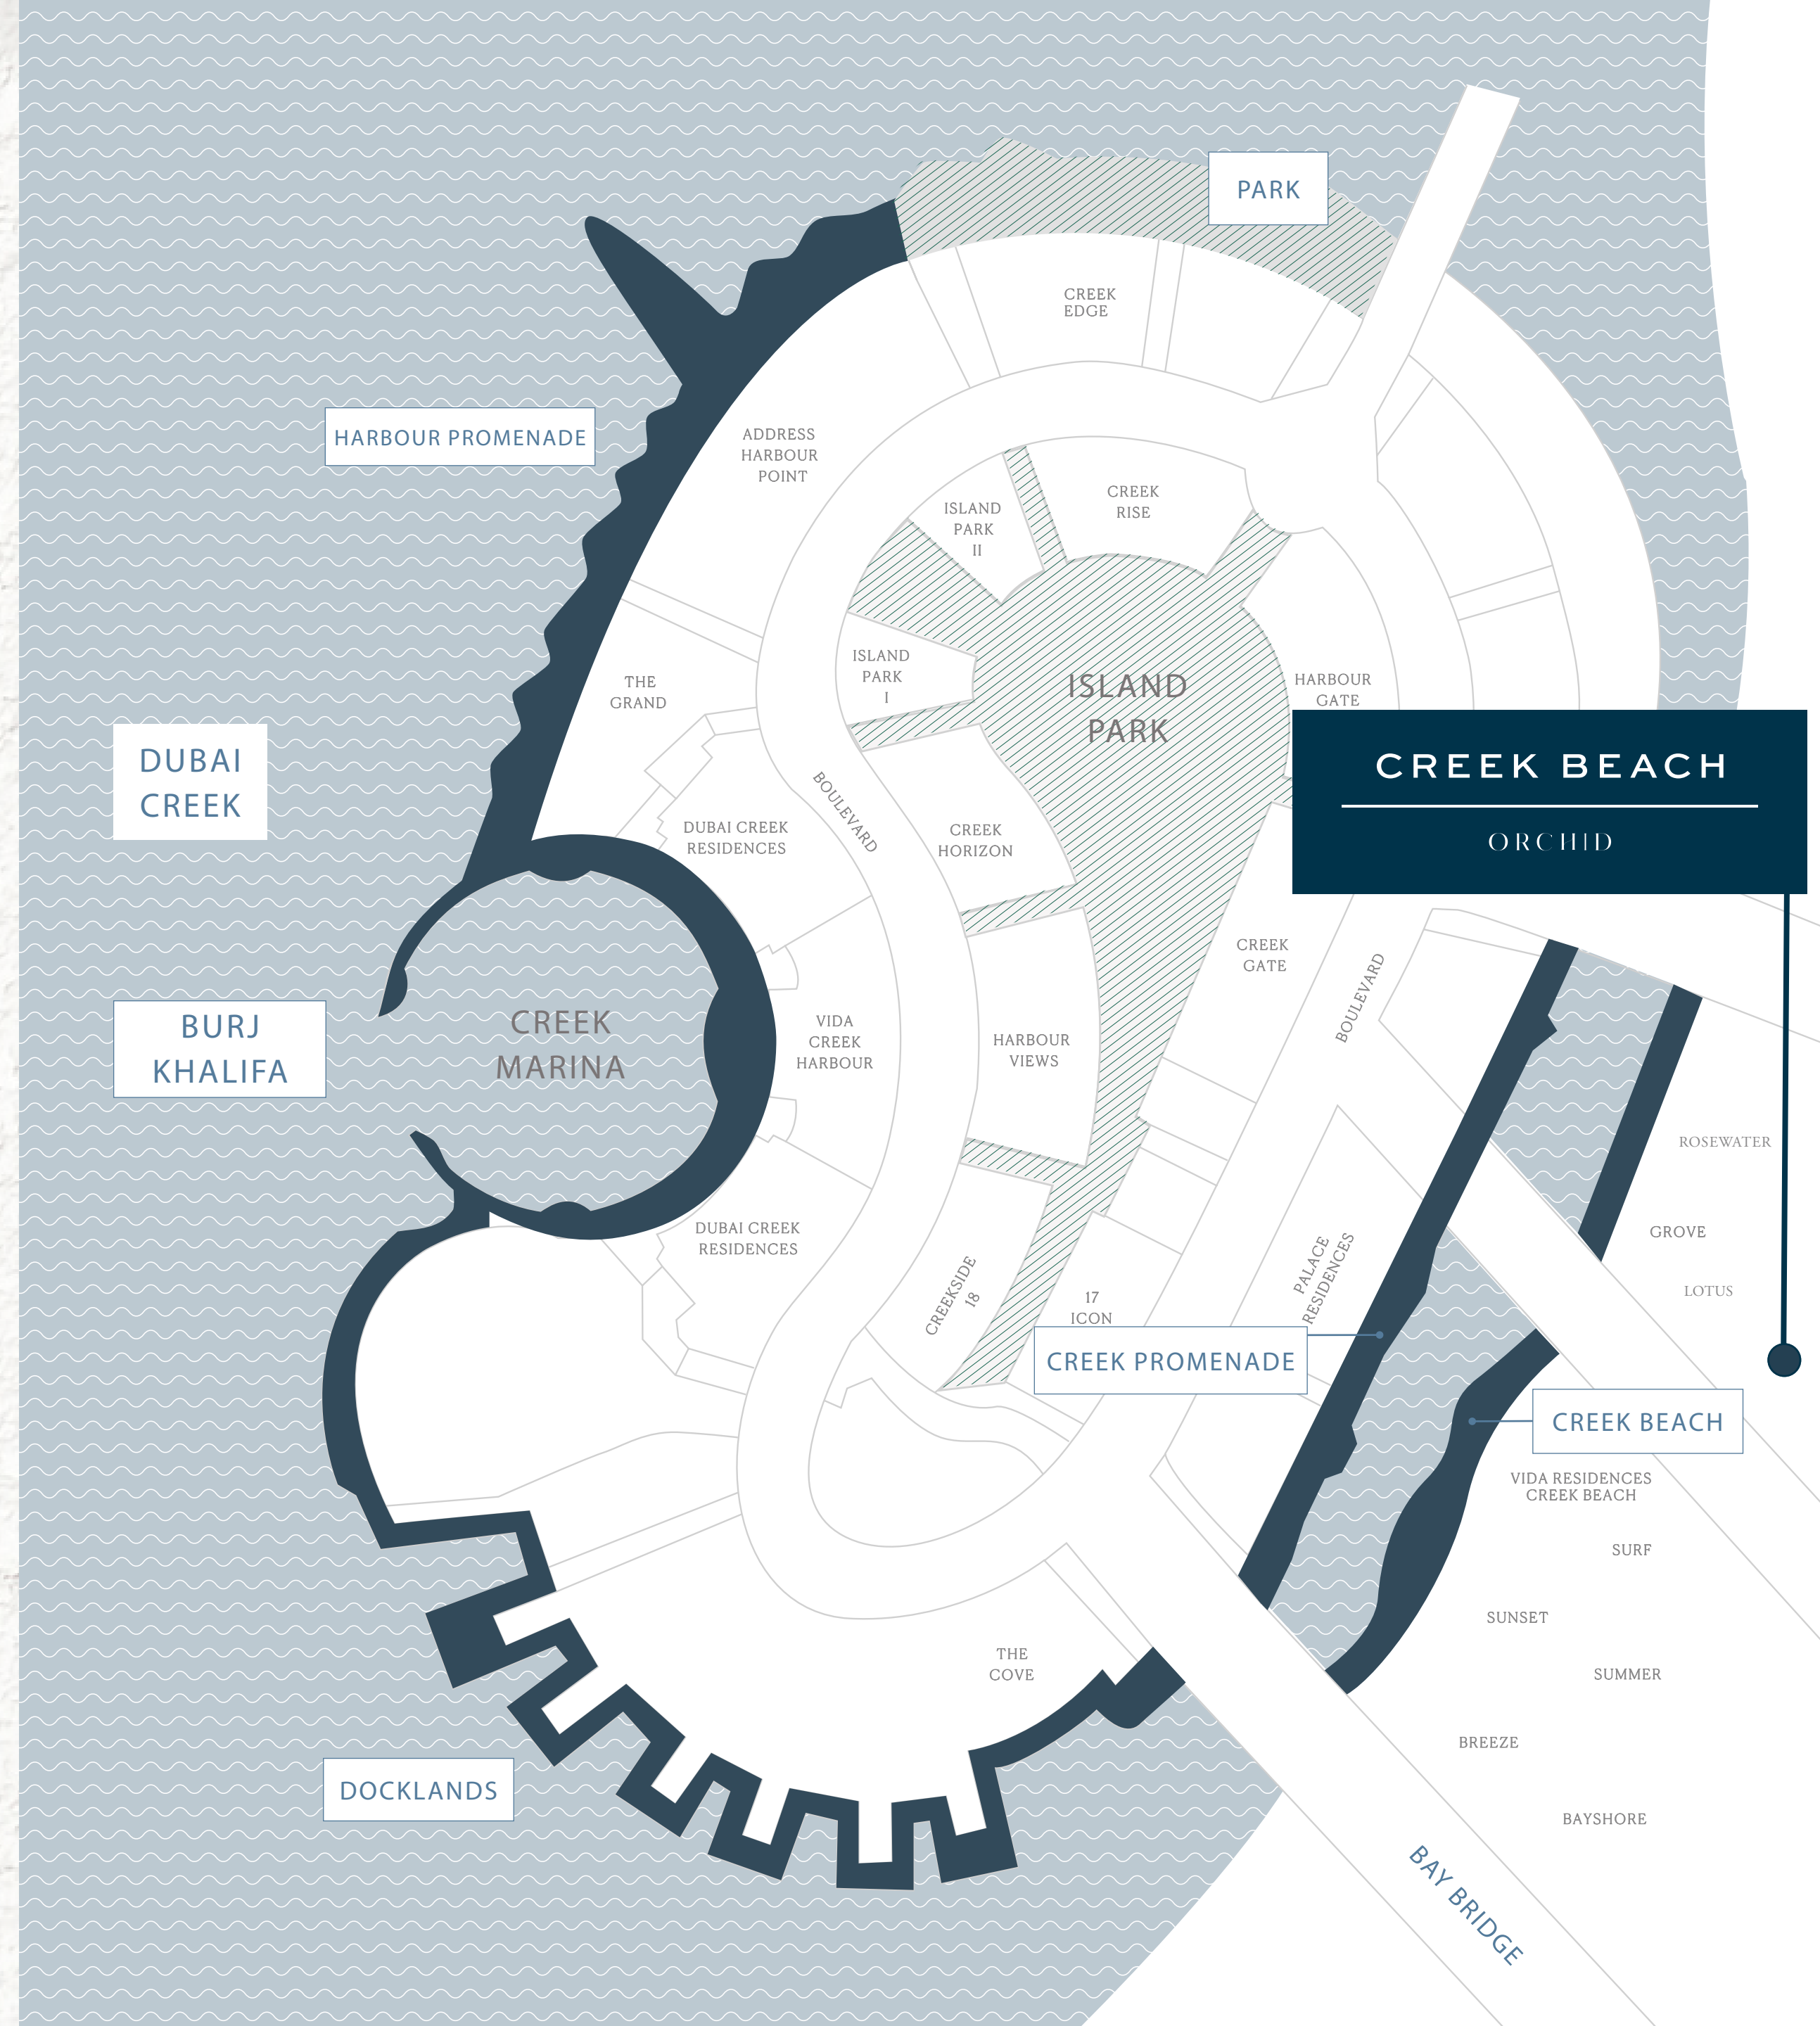 PARK
CREEK
EDGE
HARBOUR PROMENADE
ADDRESS
HARBOUR
POINT
ISLAND
PARK
II
CREEK
RISE
ISLAND
PARK
I
ISLAND
PARK
HARBOUR
GATE
THE
GRAND
DUBAI
CREEK
CREEK BEACH
ORCHID
BOULEVARD
DUBAI CREEK
RESIDENCES
CREEK
HORIZON
CREEK
GATE
BOULEVARD
BURJ
KHALIFA
CREEK
MARINA
VIDA
CREEK
HARBOUR
HARBOUR
VIEWS
ROSEWATER
GROVE
LOTUS
DUBAI CREEK
RESIDENCES
CREEKSIDE
18
17
ICON
PALACE
RESIDENCES
CREEK PROMENADE
CREEK BEACH
VIDA RESIDENCES
CREEK BEACH
SURF
SUNSET
SUMMER
THE
COVE
BREEZE
DOCKLANDS
BAYSHORE
BAY BRIDGE